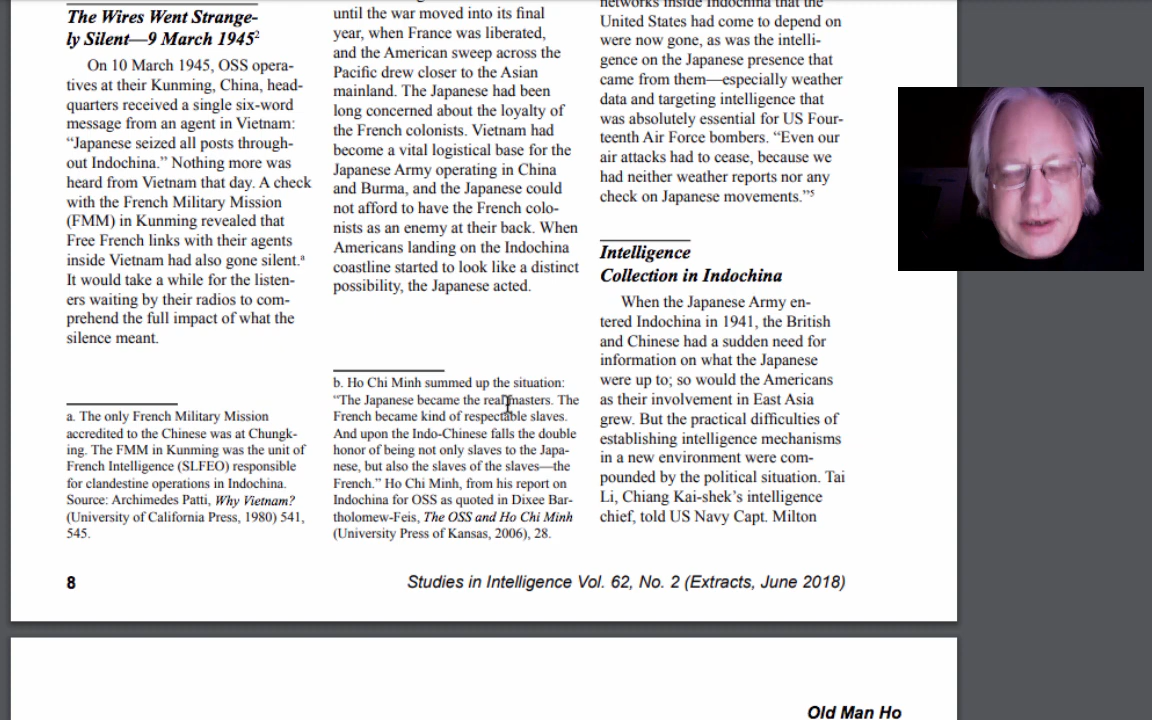 The Wires Went Strange-
ly Silent—9 March 1945²
On 10 March 1945, OSS opera-
tives at their Kunming, China, head-
quarters received a single six-word
message from an agent in Vietnam:
“Japanese seized all posts through-
out Indochina.” Nothing more was
heard from Vietnam that day. A check
with the French Military Mission
(FMM) in Kunming revealed that
Free French links with their agents
inside Vietnam had also gone silent.ᵃ
It would take a while for the listen-
ers waiting by their radios to com-
prehend the full impact of what the
silence meant.
a. The only French Military Mission
accredited to the Chinese was at Chungk-
ing. The FMM in Kunming was the unit of
French Intelligence (SLFEO) responsible
for clandestine operations in Indochina.
Source: Archimedes Patti, Why Vietnam?
(University of California Press, 1980) 541,
545.
until the war moved into its final
year, when France was liberated,
and the American sweep across the
Pacific drew closer to the Asian
mainland. The Japanese had been
long concerned about the loyalty of
the French colonists. Vietnam had
become a vital logistical base for the
Japanese Army operating in China
and Burma, and the Japanese could
not afford to have the French colo-
nists as an enemy at their back. When
Americans landing on the Indochina
coastline started to look like a distinct
possibility, the Japanese acted.
b. Ho Chi Minh summed up the situation:
“The Japanese became the real masters. The
French became kind of respectable slaves.
And upon the Indo-Chinese falls the double
honor of being not only slaves to the Japa-
nese, but also the slaves of the slaves—the
French.” Ho Chi Minh, from his report on
Indochina for OSS as quoted in Dixee Bar-
tholomew-Feis, The OSS and Ho Chi Minh
(University Press of Kansas, 2006), 28.
networks inside Indochina that the
United States had come to depend on
were now gone, as was the intelli-
gence on the Japanese presence that
came from them—especially weather
data and targeting intelligence that
was absolutely essential for US Four-
teenth Air Force bombers. “Even our
air attacks had to cease, because we
had neither weather reports nor any
check on Japanese movements.”⁵
Intelligence
Collection in Indochina
When the Japanese Army en-
tered Indochina in 1941, the British
and Chinese had a sudden need for
information on what the Japanese
were up to; so would the Americans
as their involvement in East Asia
grew. But the practical difficulties of
establishing intelligence mechanisms
in a new environment were com-
pounded by the political situation. Tai
Li, Chiang Kai-shek’s intelligence
chief, told US Navy Capt. Milton
8
Studies in Intelligence Vol. 62, No. 2 (Extracts, June 2018)
Old Man Ho